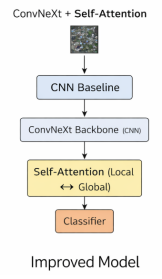 ConvNeXt + Self-Attention
CNN Baseline
ConvNeXt Backbone (CNN)
Self-Attention (Local
↔ Global)
Classifier
Improved Model